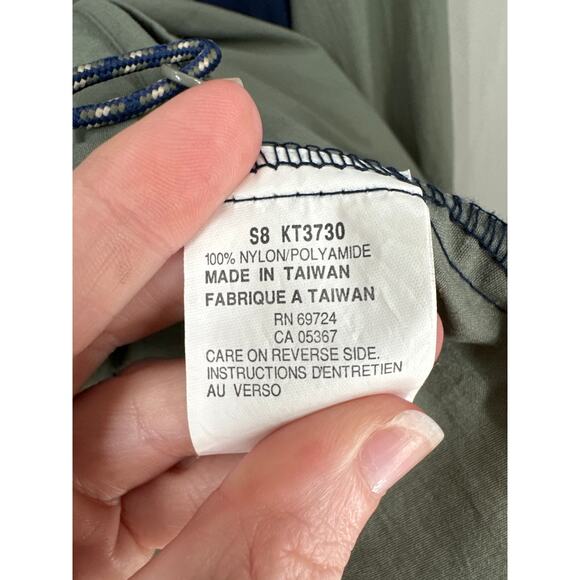 S8 KT3730
100% NYLON/POLYAMIDE
MADE IN TAIWAN
FABRIQUE A TAIWAN
RN 69724
CA 05367
CARE ON REVERSE SIDE.
INSTRUCTIONS D'ENTRETIEN
AU VERSO